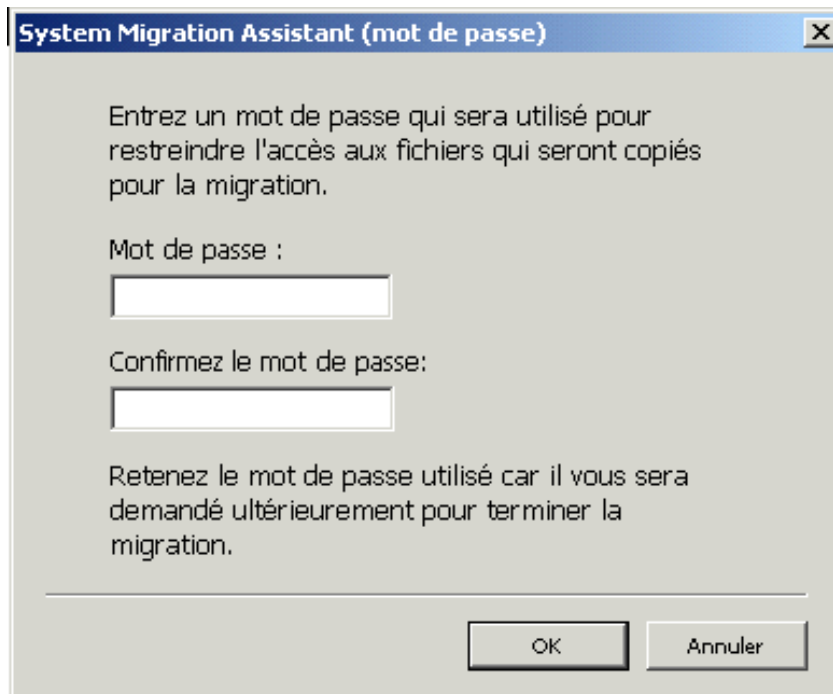 System Migration Assistant (mot de passe)
Entrez un mot de passe qui sera utilisé pour
restreindre l'accès aux fichiers qui seront copiés
pour la migration.
Mot de passe :
Confirmez le mot de passe:
Retenez le mot de passe utilisé car il vous sera
demandé ultérieurement pour terminer la
migration.
OK
Annuler